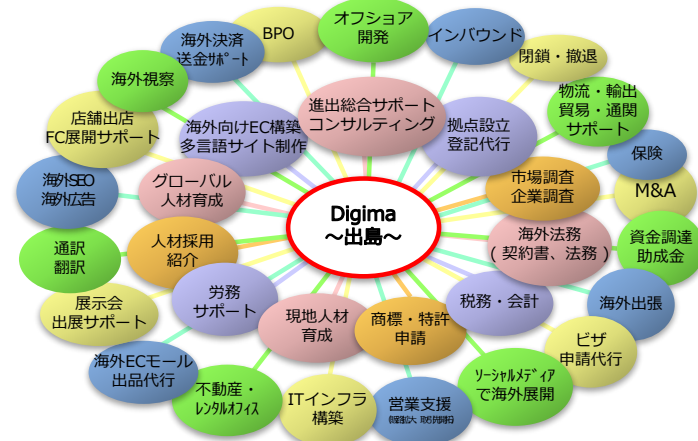 オフショア
開発
BPO
インバウンド
海外決済
送金ｻﾎﾟｰﾄ
閉鎖・撤退
海外視察
進出総合サポート
コンサルティング
物流・輸出
貿易・通関
サポート
店舗出店
FC展開サポート
海外向けEC構築
多言語サイト制作
拠点設立
登記代行
保険
海外SEO
海外広告
グローバル
人材育成
市場調査
企業調査
M&A
Digima
～出島～
通訳
翻訳
人材採用
紹介
海外法務
(契約書、法務)
資金調達
助成金
展示会
出展サポート
労務
サポート
税務・会計
海外出張
現地人材
育成
商標・特許
申請
ビザ
申請代行
海外ECモール
出品代行
不動産・
ﾚﾝﾀﾙｵﾌｨｽ
ITインフラ
構築
営業支援
ｿｰｼｬﾙﾒﾃﾞｨｱ
で海外展開